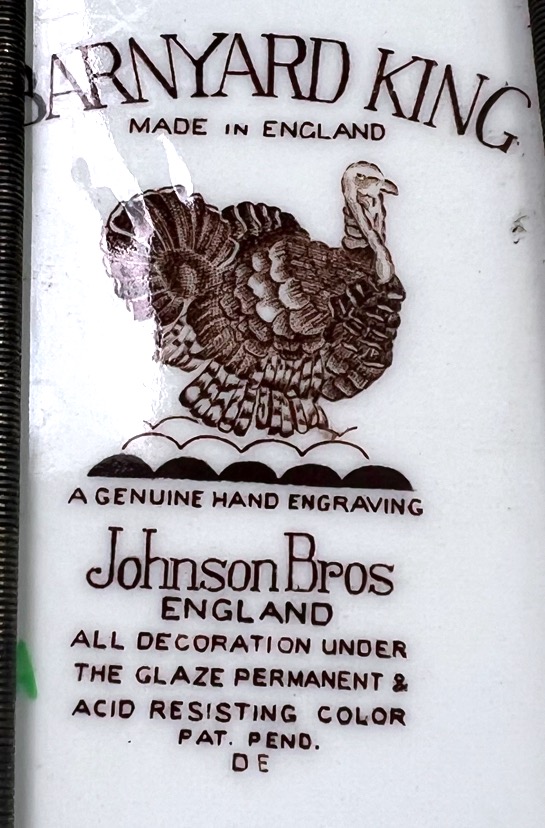 BARNYARD KING
MADE IN ENGLAND
A GENUINE HAND ENGRAVING
Johnson Bros
ENGLAND
ALL DECORATION UNDER
THE GLAZE PERMANENT &
ACID RESISTING COLOR
PAT. PEND.
D E